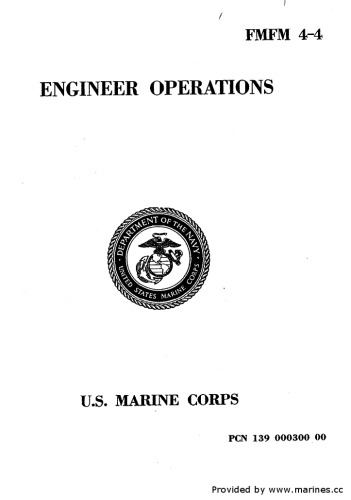 FMFM 4-4
ENGINEER OPERATIONS
DEPARTMENT OF THE NAVY
UNITED STATES MARINE CORPS
U.S. MARINE CORPS
PCN 139 000300 00
Provided by www.marines.cc